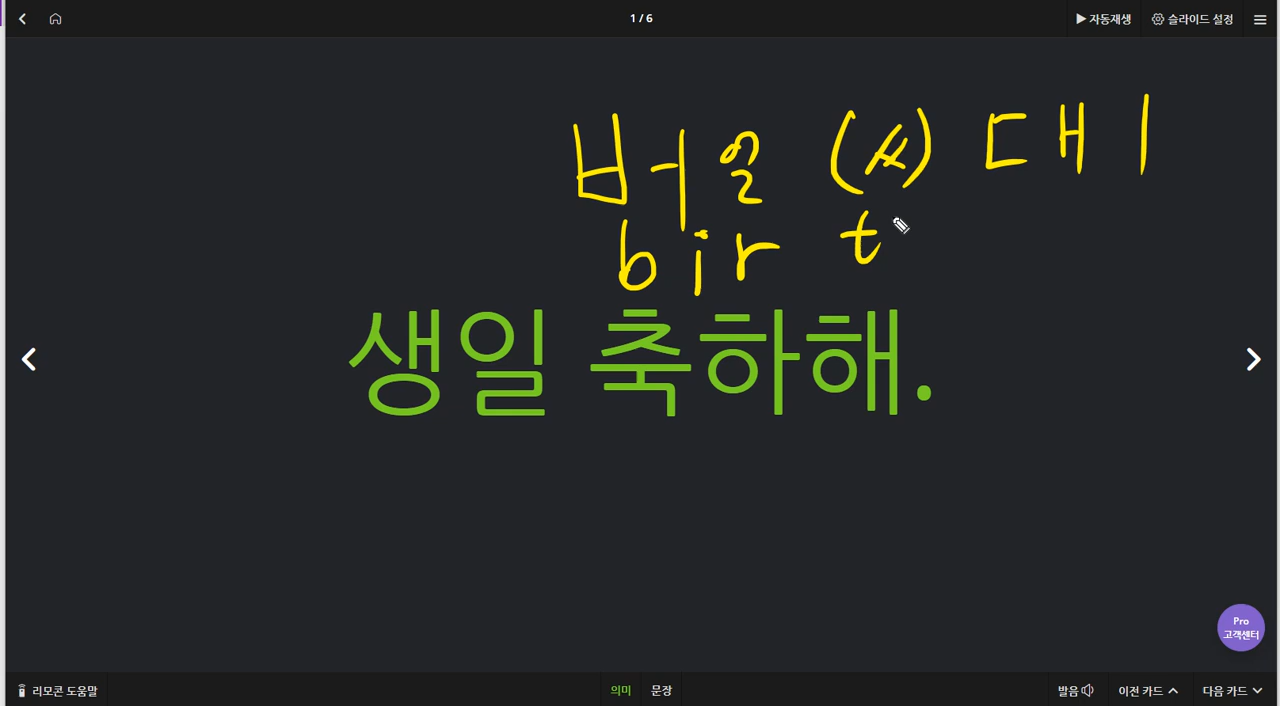 1 / 6
자동재생
슬라이드 설정
버얼 (ㅆ) 대 ㅣ
bir t
생일 축하해.
Pro
고객센터
리모콘 도움말
의미
문장
발음
이전 카드
다음 카드